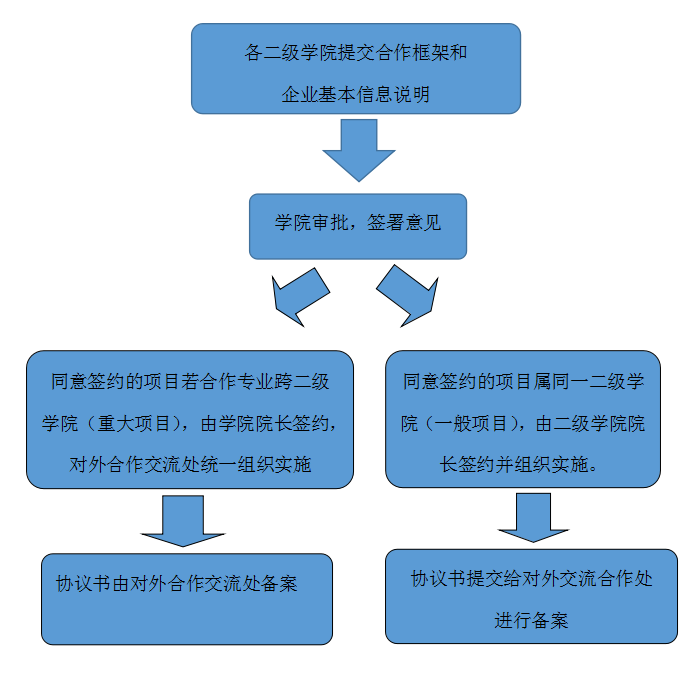 各二级学院提交合作框架和
企业基本信息说明
学院审批，签署意见
同意签约的项目若合作专业跨二级
学院（重大项目），由学院院长签约，
对外合作交流处统一组织实施
同意签约的项目属同一二级学
院（一般项目），由二级学院院
长签约并组织实施。
协议书由对外合作交流处备案
协议书提交给对外交流合作处
进行备案